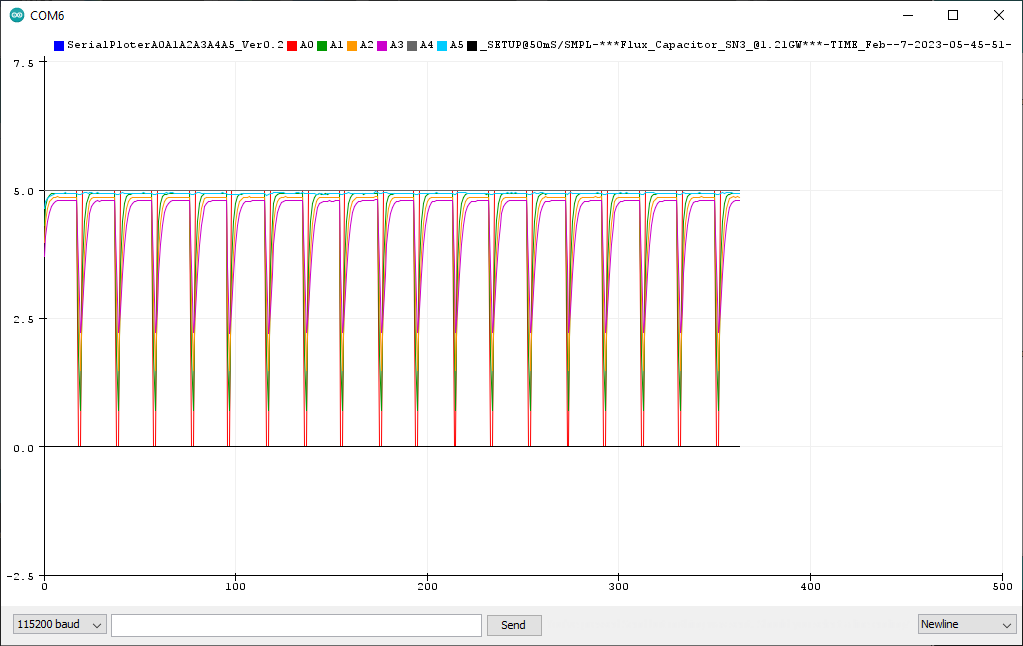 COM6
SerialPloterA0A1A2A3A4A5_Ver0.2 A0 A1 A2 A3 A4 A5 _SETUP@50mS/SMPL-***Flux_Capacitor_SN3_@1.21GW***-TIME_Feb--7-2023-05-45-51-
7.5
5.0
2.5
0.0
-2.5
0 100 200 300 400 500
115200 baud Send Newline